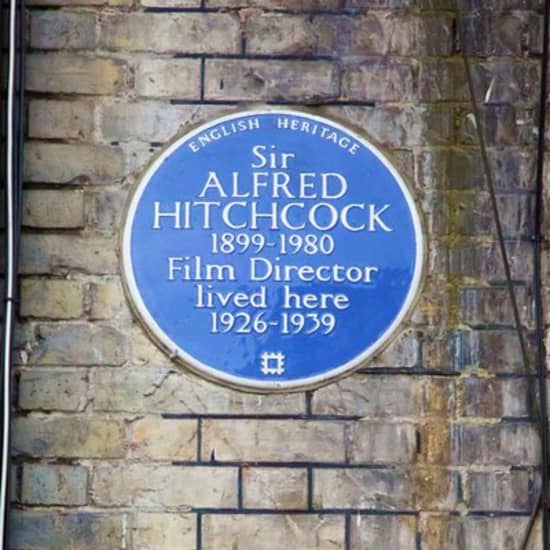 ENGLISH HERITAGE
Sir
ALFRED
HITCHCOCK
1899-1980
Film Director
lived here
1926-1939